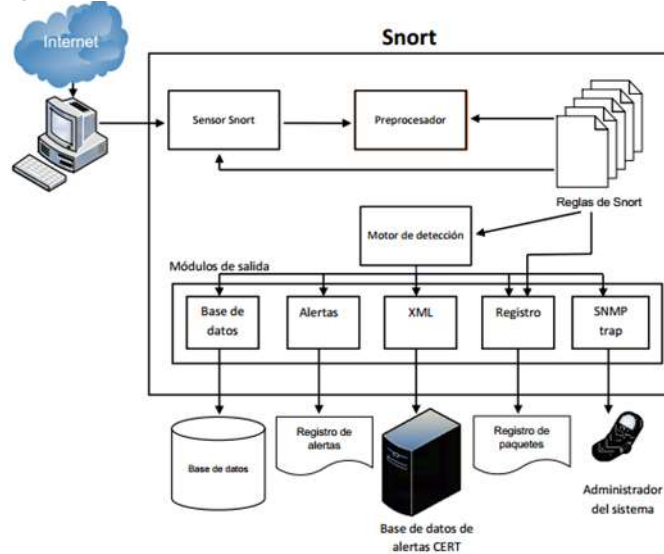 Internet
Snort
Sensor Snort
Preprocesador
Reglas de Snort
Motor de detección
Módulos de salida
Base de
datos
Alertas
XML
Registro
SNMP
trap
Base de datos
Registro de
alertas
Base de datos de
alertas CERT
Registro de
paquetes
Administrador
del sistema